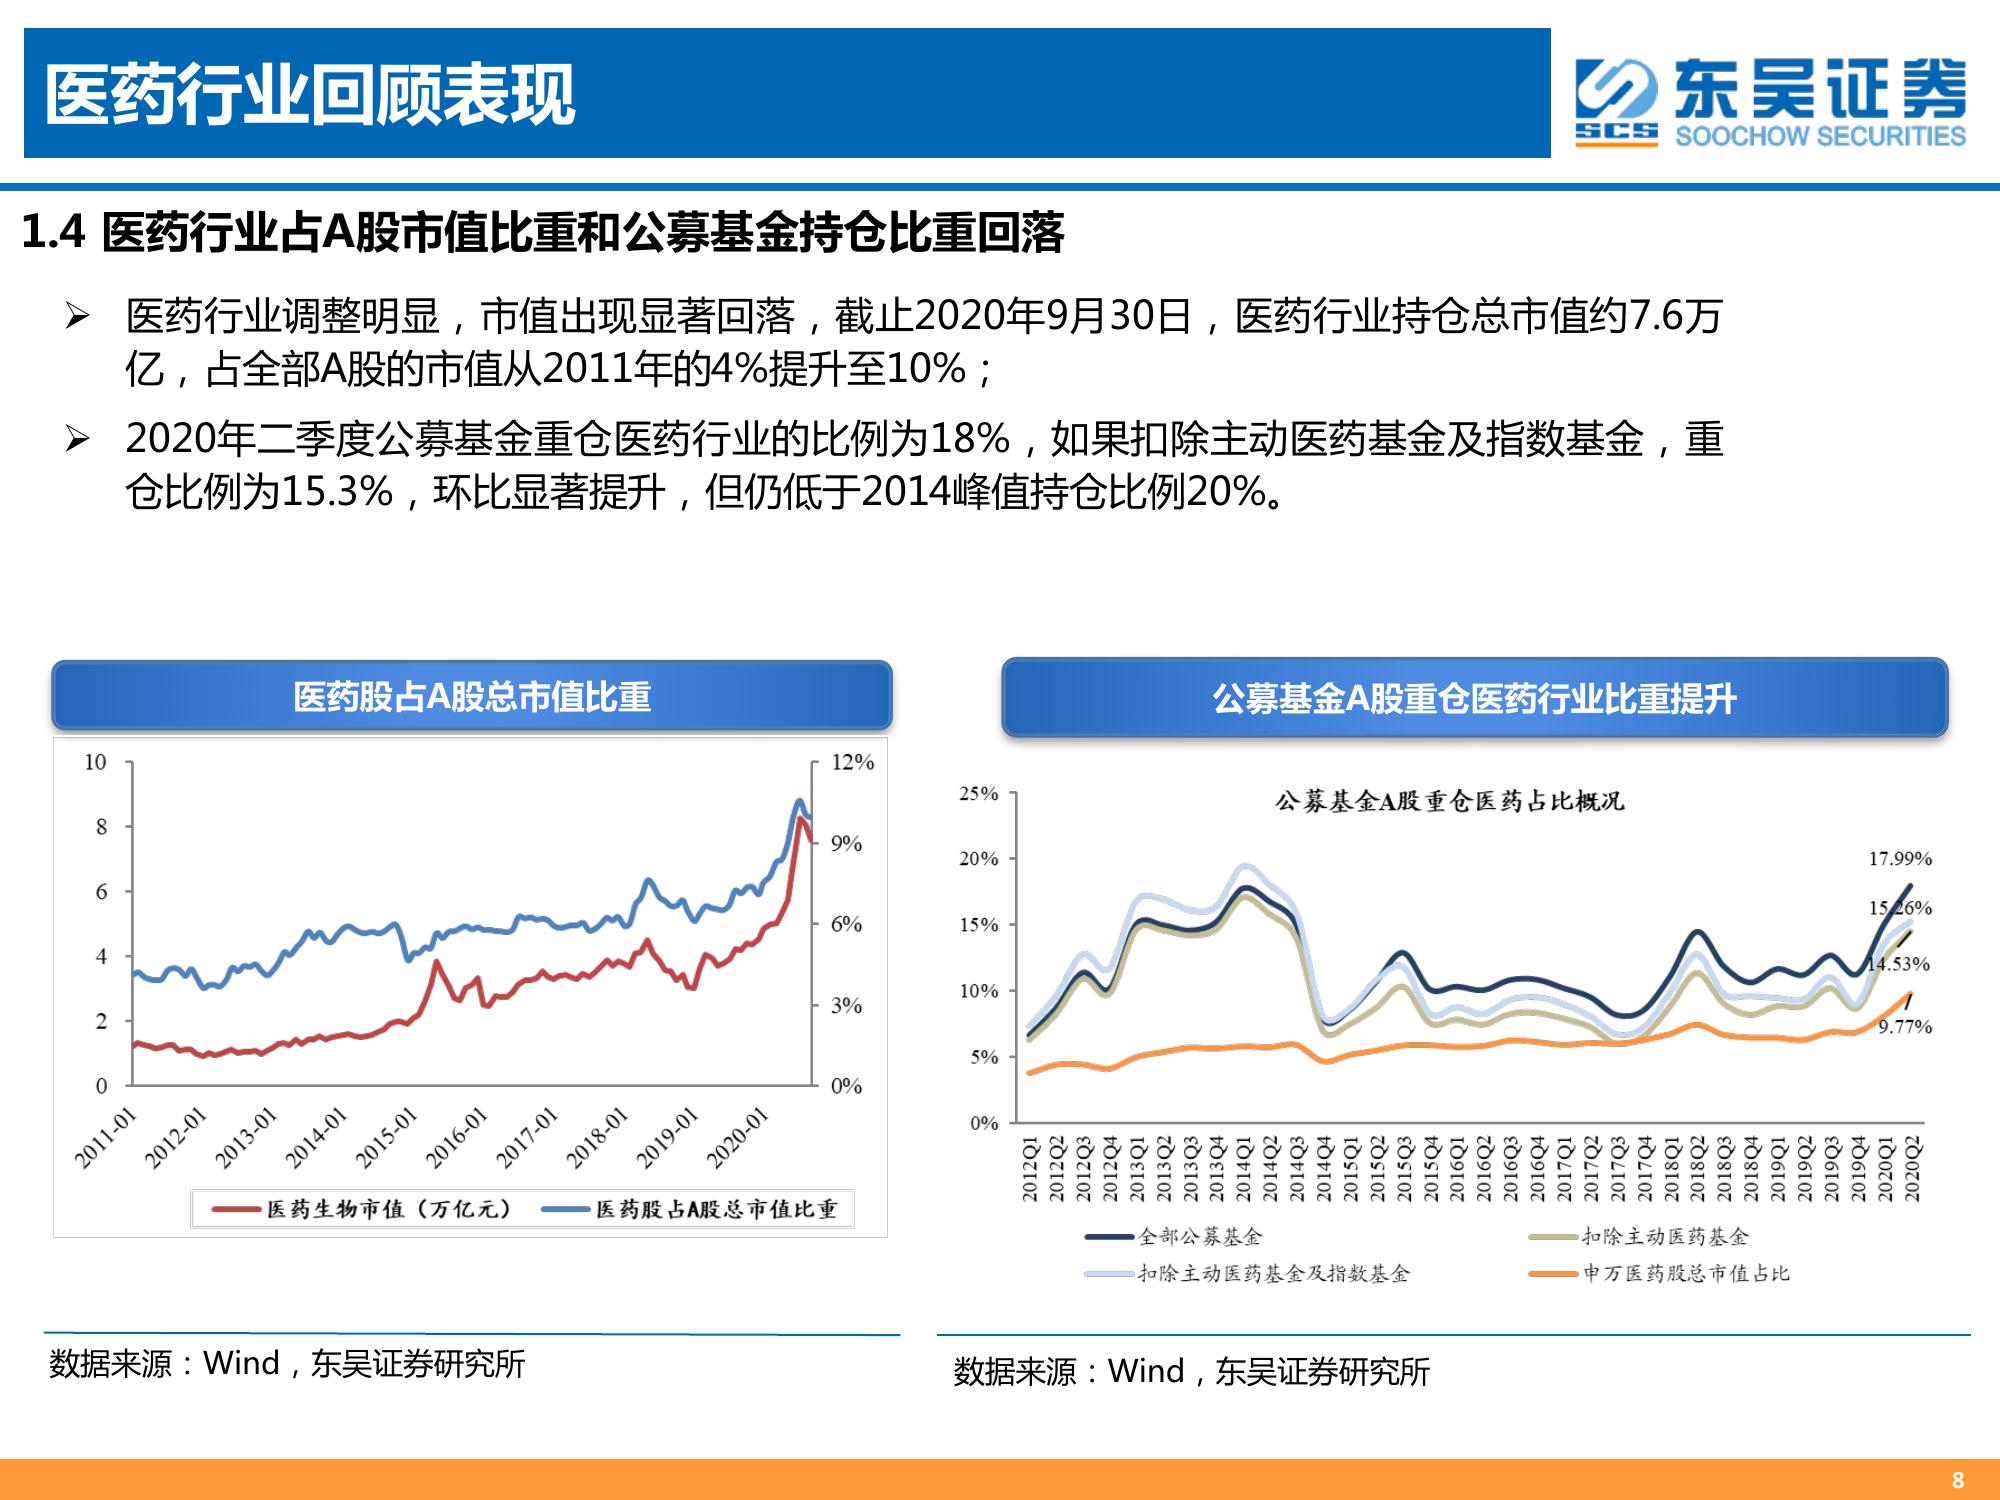 医药行业回顾表现
东吴证券
SCS
SOOCHOW SECURITIES
1.4 医药行业占A股市值比重和公募基金持仓比重回落
➢ 医药行业调整明显，市值出现显著回落，截止2020年9月30日，医药行业持仓总市值约7.6万
亿，占全部A股的市值从2011年的4%提升至10%；
➢ 2020年二季度公募基金重仓医药行业的比例为18%，如果扣除主动医药基金及指数基金，重
仓比例为15.3%，环比显著提升，但仍低于2014峰值持仓比例20%。
医药股占A股总市值比重
10
8
6
4
2
0
12%
9%
6%
3%
0%
2011-01
2012-01
2013-01
2014-01
2015-01
2016-01
2017-01
2018-01
2019-01
2020-01
医药生物市值（万亿元）
医药股占A股总市值比重
数据来源：Wind，东吴证券研究所
公募基金A股重仓医药行业比重提升
公募基金A股重仓医药占比概况
25%
20%
15%
10%
5%
0%
17.99%
15.26%
14.53%
9.77%
2012Q1
2012Q2
2012Q3
2012Q4
2013Q1
2013Q2
2013Q3
2013Q4
2014Q1
2014Q2
2014Q3
2014Q4
2015Q1
2015Q2
2015Q3
2015Q4
2016Q1
2016Q2
2016Q3
2016Q4
2017Q1
2017Q2
2017Q3
2017Q4
2018Q1
2018Q2
2018Q3
2018Q4
2019Q1
2019Q2
2019Q3
2019Q4
2020Q1
2020Q2
全部公募基金
扣除主动医药基金
扣除主动医药基金及指数基金
申万医药股总市值占比
数据来源：Wind，东吴证券研究所
8